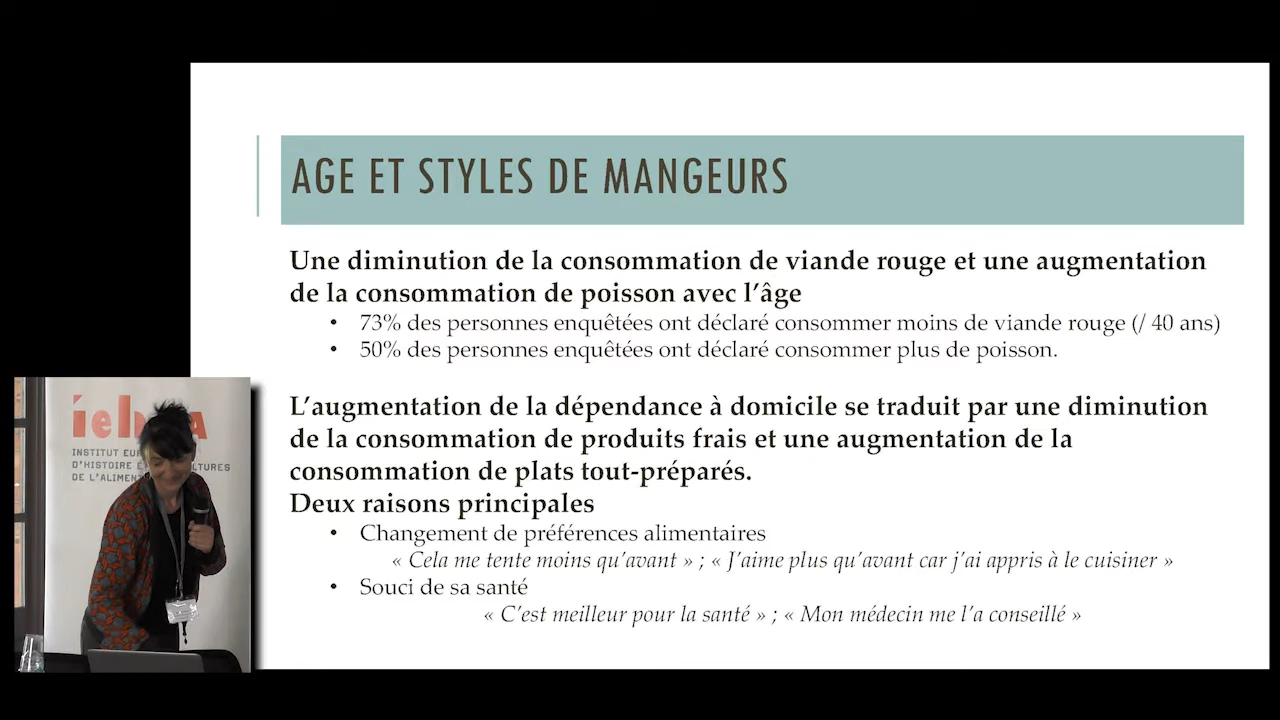 AGE ET STYLES DE MANGEURS
Une diminution de la consommation de viande rouge et une augmentation
de la consommation de poisson avec l'âge
• 73% des personnes enquêtées ont déclaré consommer moins de viande rouge (/ 40 ans)
• 50% des personnes enquêtées ont déclaré consommer plus de poisson.
L'augmentation de la dépendance à domicile se traduit par une diminution
de la consommation de produits frais et une augmentation de la
consommation de plats tout-préparés.
Deux raisons principales
• Changement de préférences alimentaires
« Cela me tente moins qu'avant » ; « J'aime plus qu'avant car j'ai appris à le cuisiner »
• Souci de sa santé
« C'est meilleur pour la santé » ; « Mon médecin me l'a conseillé »
INSTITUT
D'HISTOIRE
DE